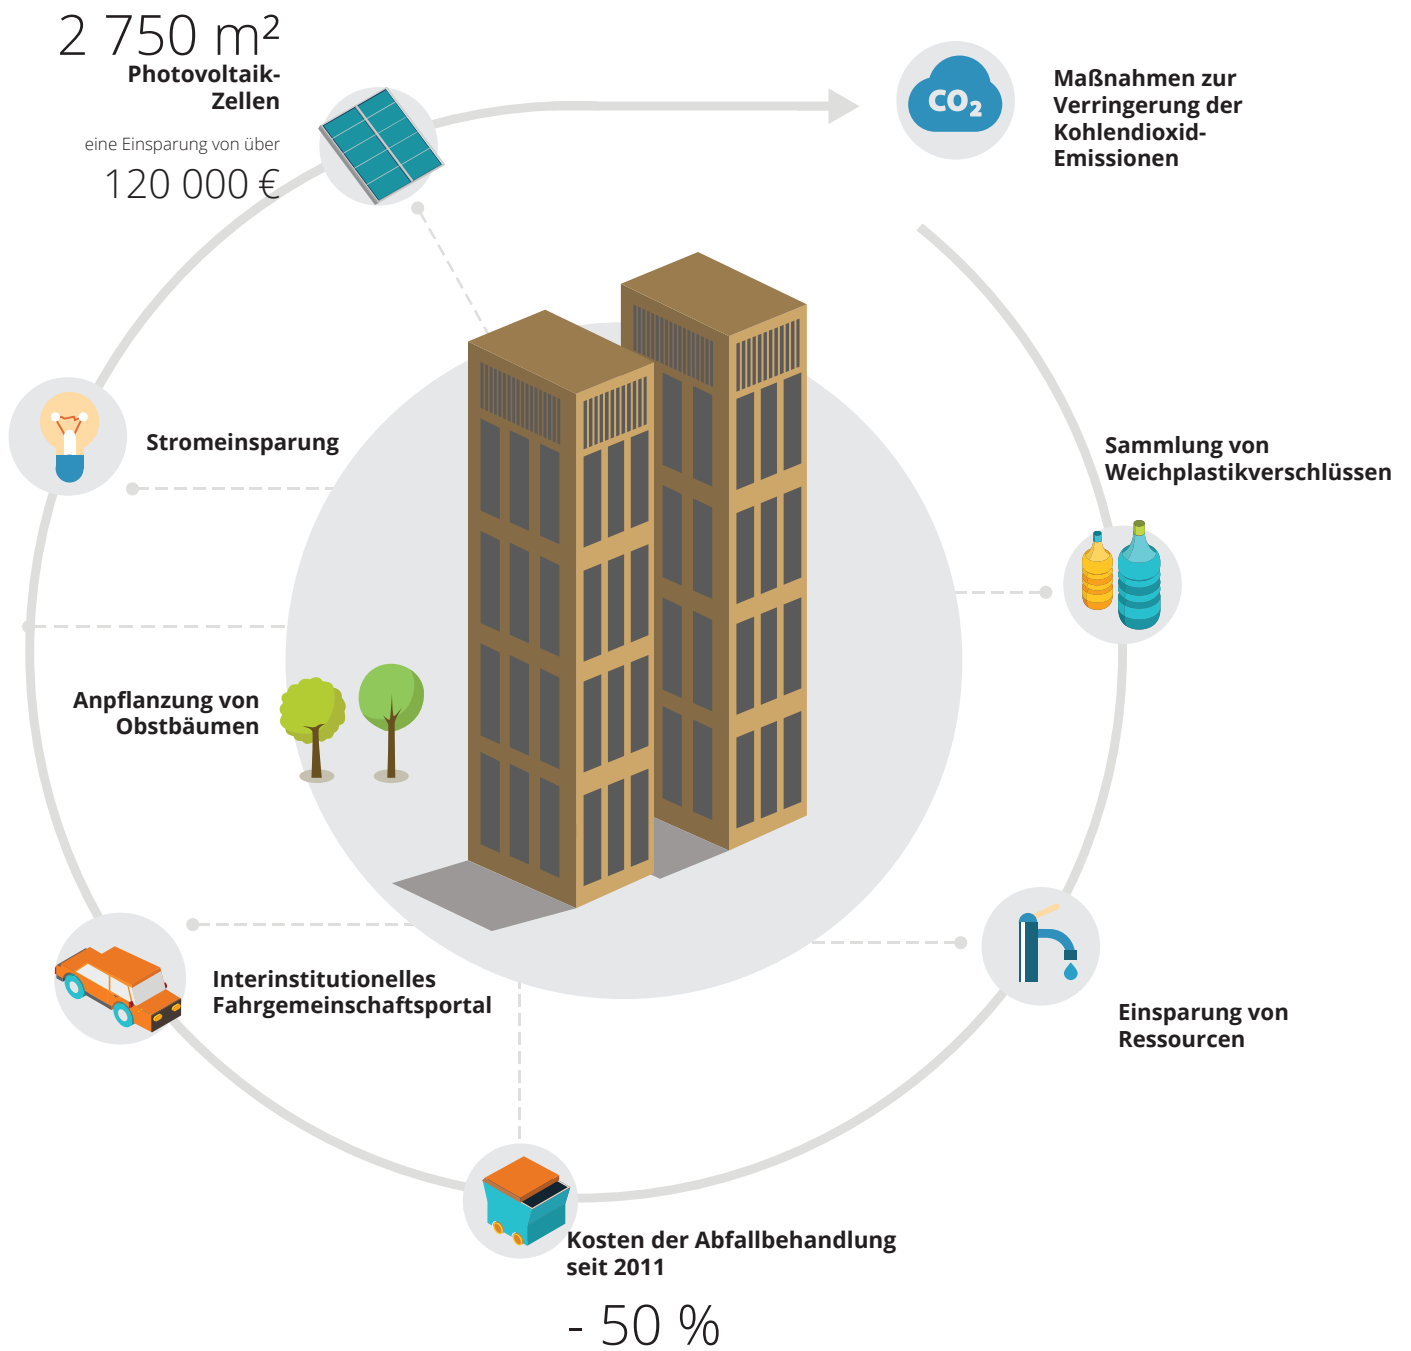 2 750 m²
Photovoltaik-
Zellen
eine Einsparung von über
120 000 €
CO₂
Maßnahmen zur
Verringerung der
Kohlendioxid-
Emissionen
Stromeinsparung
Sammlung von
Weichplastikverschlüssen
Anpflanzung von
Obstbäumen
Interinstitutionelles
Fahrgemeinschaftsportal
Einsparung von
Ressourcen
Kosten der Abfallbehandlung
seit 2011
- 50 %